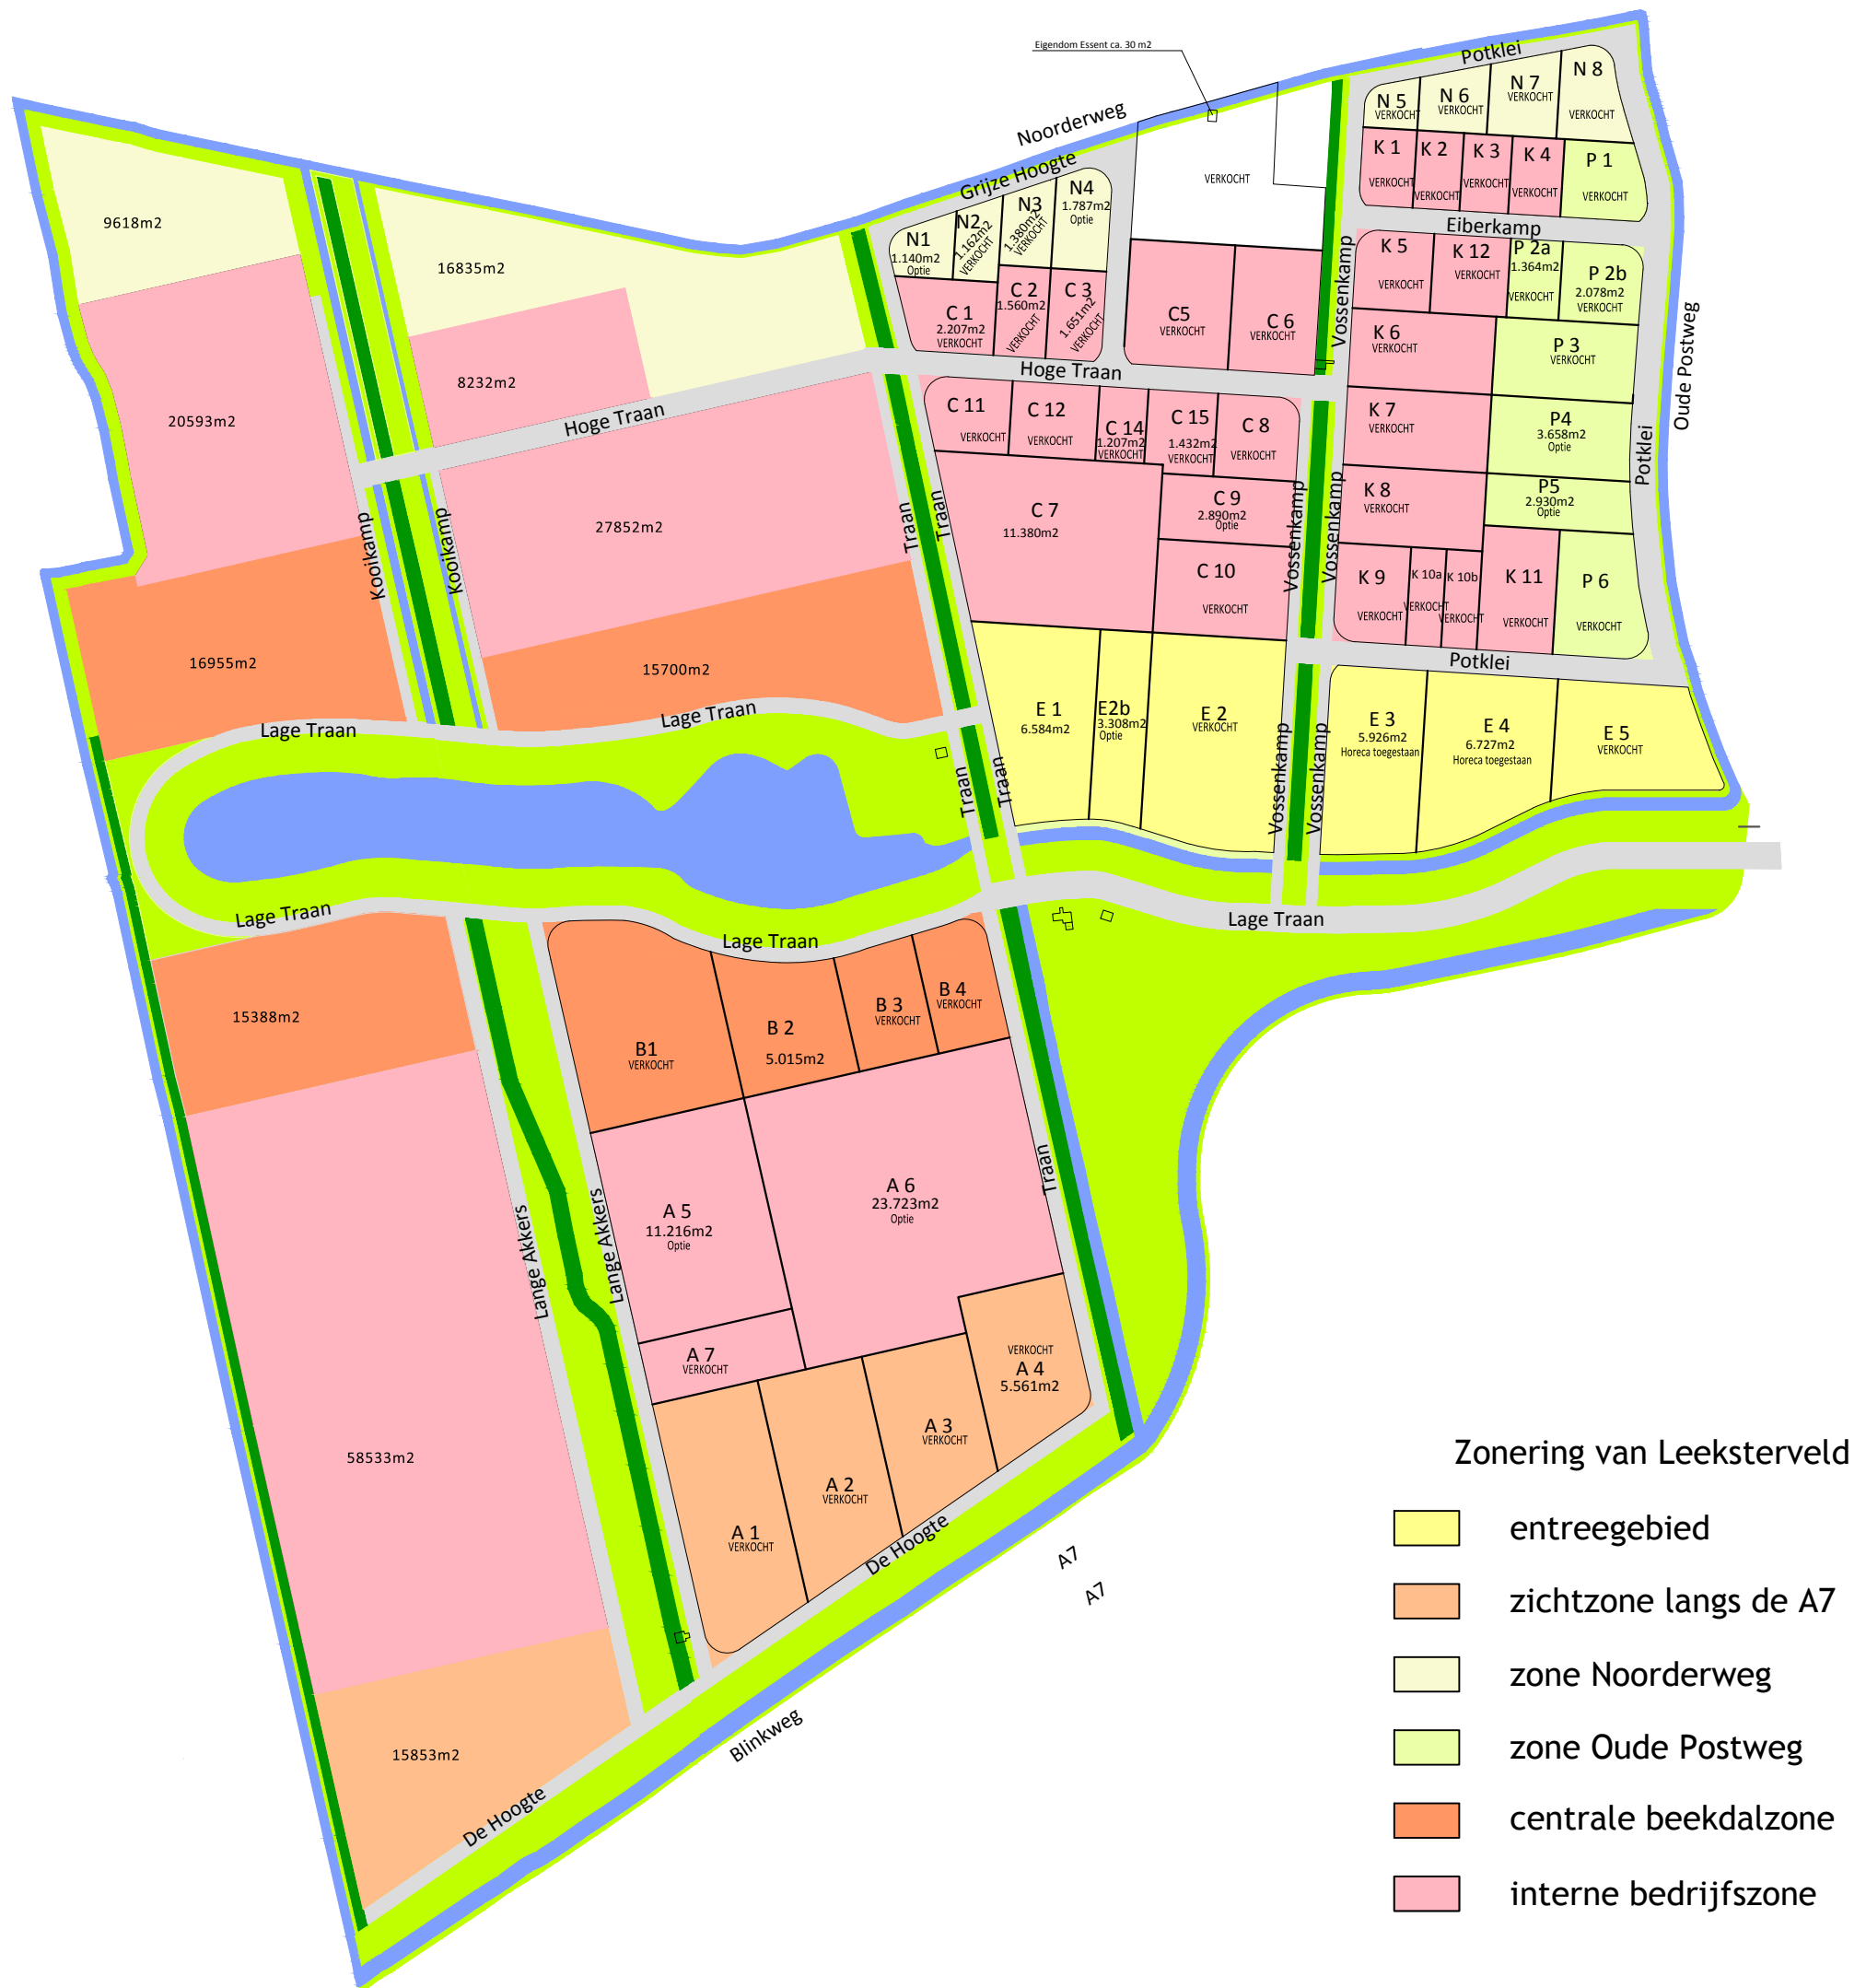 Eigendom Essent ca. 30 m2
Noorderweg
Grijze Hoogte
Potklei
N 5
VERKOCHT
N 6
VERKOCHT
N 7
VERKOCHT
N 8
VERKOCHT
K 1
VERKOCHT
K 2
VERKOCHT
K 3
VERKOCHT
K 4
VERKOCHT
P 1
VERKOCHT
Eiberkamp
VERKOCHT
N1
1.140m2
Optie
N2
1.162m2
VERKOCHT
N3
1.380m2
VERKOCHT
N4
1.787m2
Optie
C 1
2.207m2
VERKOCHT
C 2
1.560m2
VERKOCHT
C 3
1.651m2
VERKOCHT
C5
VERKOCHT
C 6
VERKOCHT
Vossenkamp
K 5
VERKOCHT
K 12
VERKOCHT
P 2a
1.364m2
VERKOCHT
P 2b
2.078m2
VERKOCHT
K 6
VERKOCHT
P 3
VERKOCHT
Oude Postweg
K 7
VERKOCHT
P4
3.658m2
Optie
Potklei
K 8
VERKOCHT
P5
2.930m2
Optie
K 9
VERKOCHT
K 10a
VERKOCHT
K 10b
VERKOCHT
K 11
VERKOCHT
P 6
VERKOCHT
Potklei
9618m2
16835m2
20593m2
8232m2
Hoge Traan
Hoge Traan
C 11
VERKOCHT
C 12
VERKOCHT
C 14
1.207m2
VERKOCHT
C 15
1.432m2
VERKOCHT
C 8
VERKOCHT
C 7
11.380m2
C 9
2.890m2
Optie
C 10
VERKOCHT
Vossenkamp
Vossenkamp
Traan
Traan
Kooikamp
Kooikamp
27852m2
16955m2
15700m2
Lage Traan
Lage Traan
E 1
6.584m2
E2b
3.308m2
Optie
E 2
VERKOCHT
E 3
5.926m2
Horeca toegestaan
E 4
6.727m2
Horeca toegestaan
E 5
VERKOCHT
Traan
Traan
Vossenkamp
Vossenkamp
Lage Traan
Lage Traan
Lage Traan
15388m2
B1
VERKOCHT
B 2
5.015m2
B 3
VERKOCHT
B 4
VERKOCHT
A 5
11.216m2
Optie
A 6
23.723m2
Optie
Traan
Lange Akkers
Lange Akkers
A 7
VERKOCHT
VERKOCHT
A 4
5.561m2
A 3
VERKOCHT
A 2
VERKOCHT
A 1
VERKOCHT
58533m2
15853m2
De Hoogte
De Hoogte
Blinkweg
A7
A7
Zonering van Leeksterveld
entreegebied
zichtzone langs de A7
zone Noorderweg
zone Oude Postweg
centrale beekdalzone
interne bedrijfszone